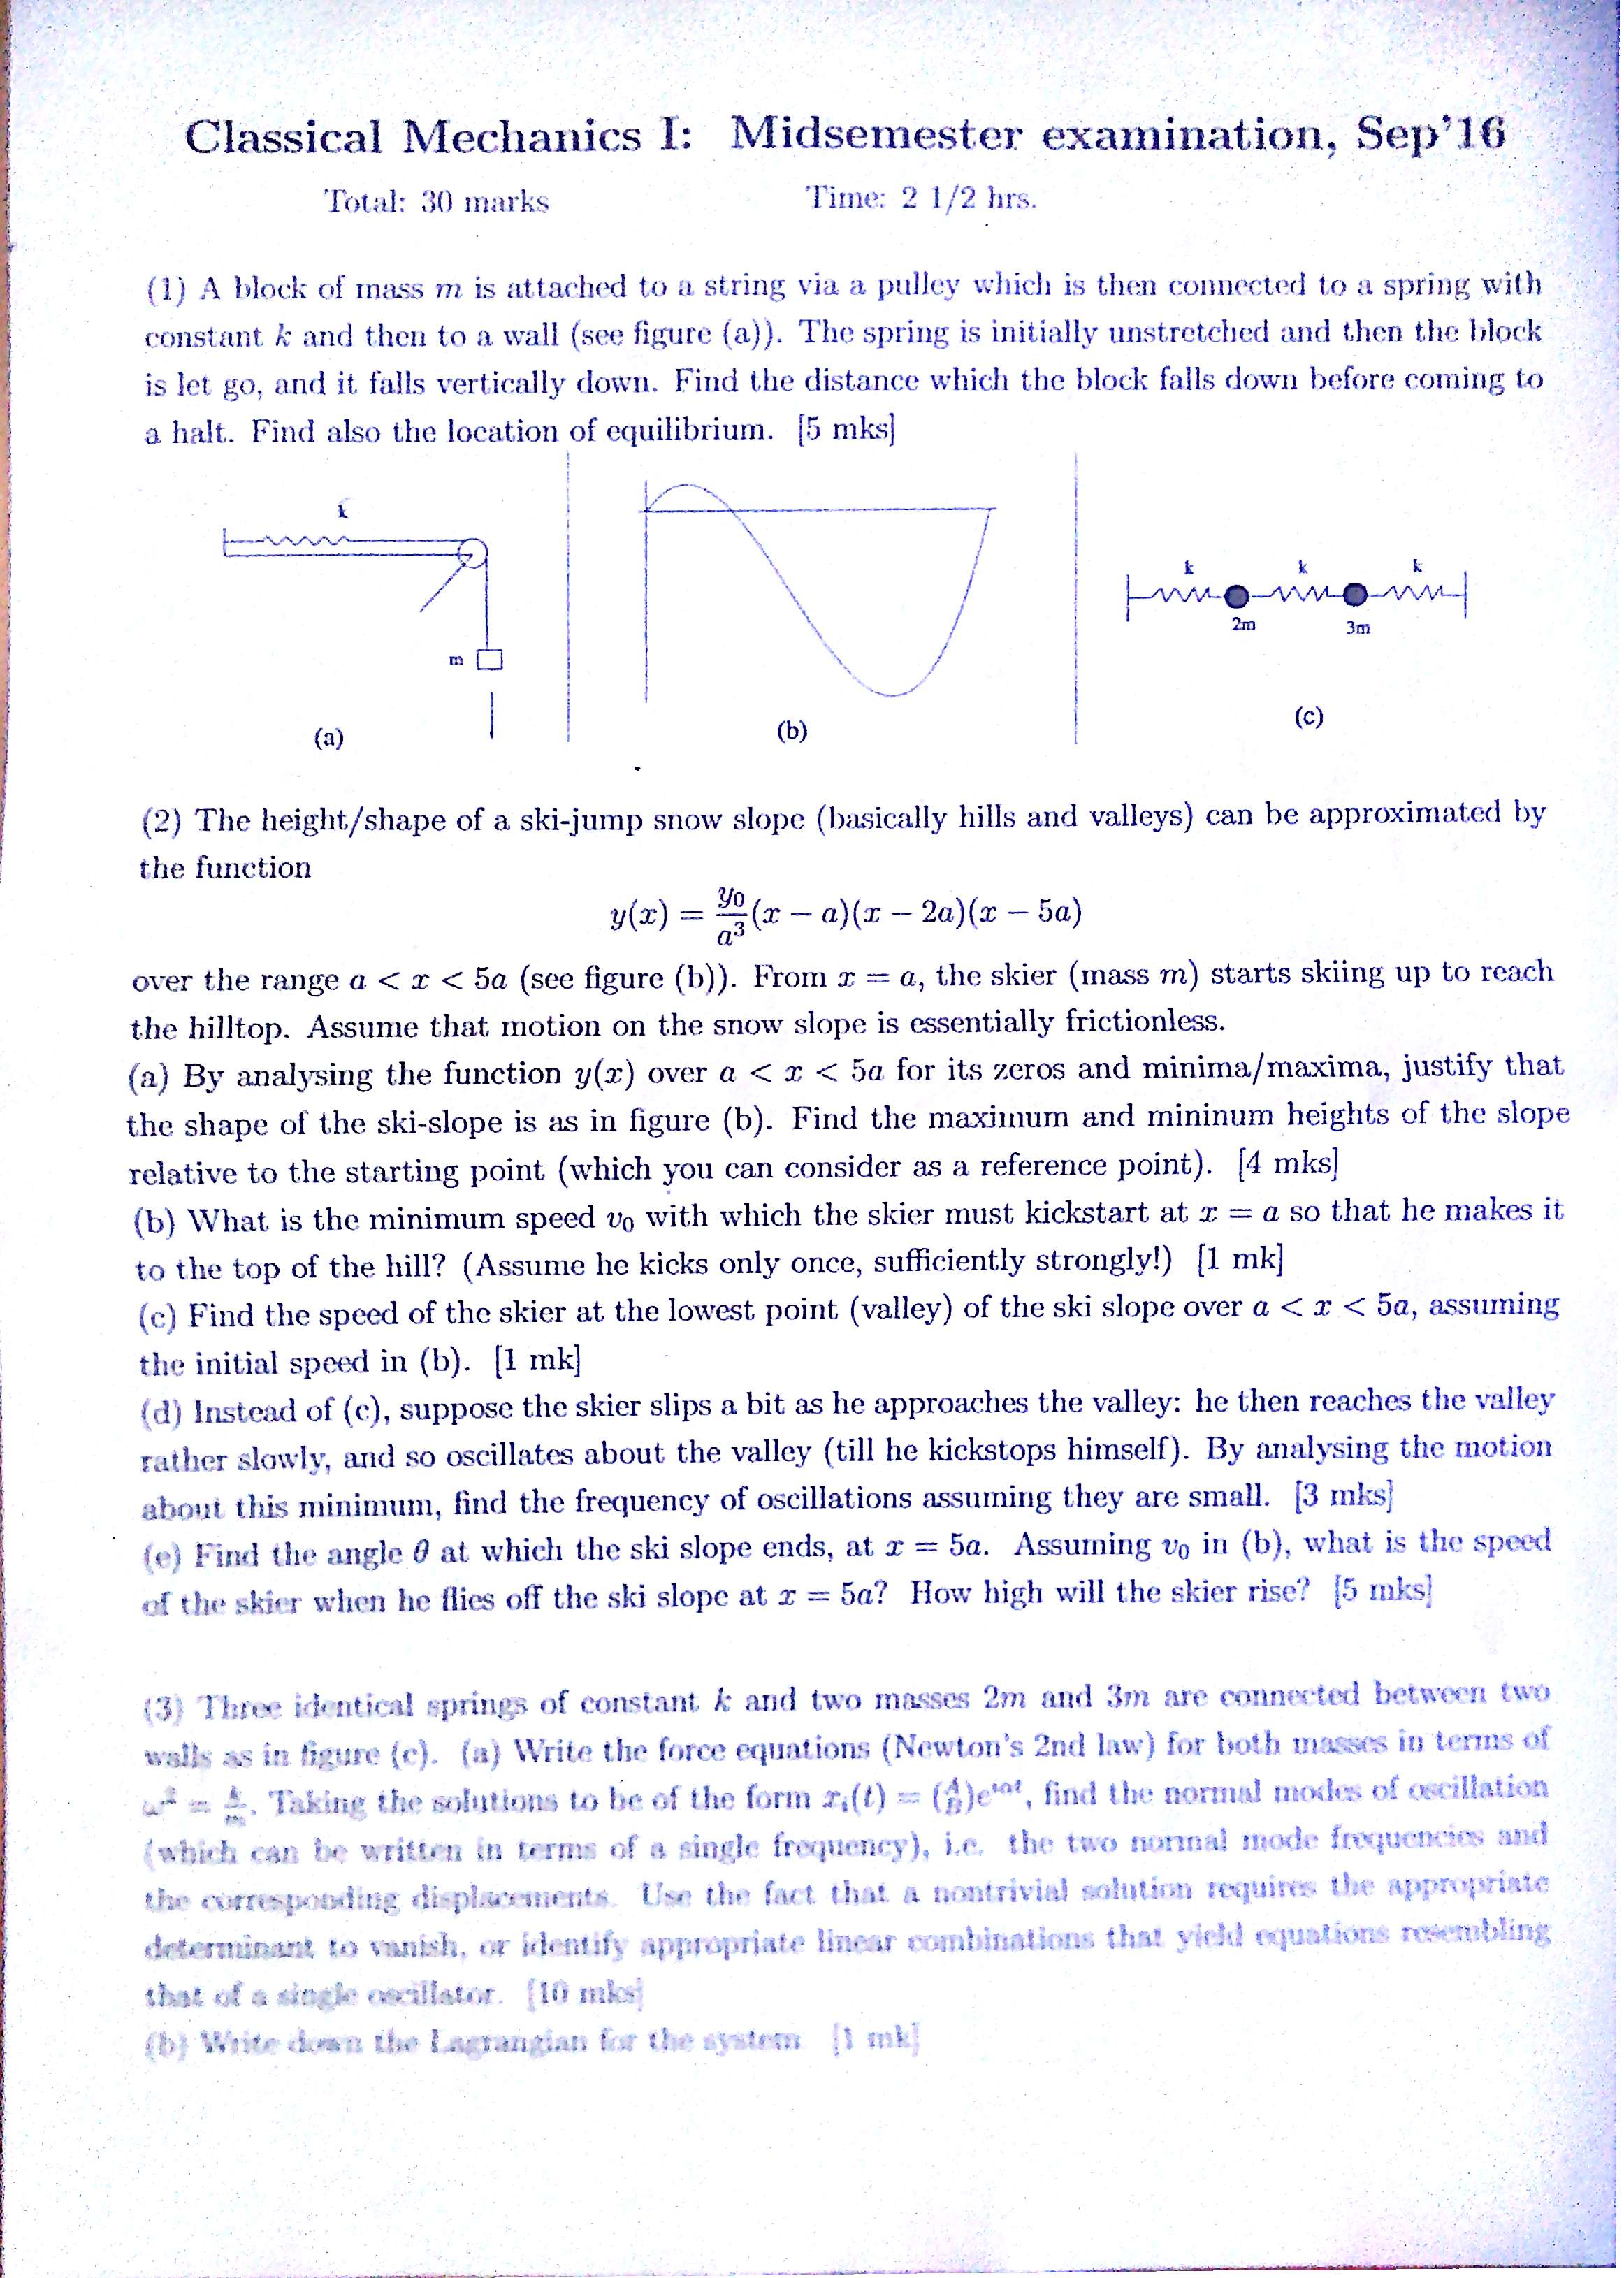 Classical Mechanics I: Midsemester examination, Sep'16
Total: 30 marks Time: 2 1/2 hrs.
(1) A block of mass m is attached to a string via a pulley which is then connected to a spring with
constant k and then to a wall (see figure (a)). The spring is initially unstretched and then the block
is let go, and it falls vertically down. Find the distance which the block falls down before coming to
a halt. Find also the location of equilibrium. [5 mks]
k
m
(a)
(b)
k k k
2m 3m
(c)
(2) The height/shape of a ski-jump snow slope (basically hills and valleys) can be approximated by
the function
y(x) = y₀/a³ (x − a)(x − 2a)(x − 5a)
over the range a < x < 5a (see figure (b)). From x = a, the skier (mass m) starts skiing up to reach
the hilltop. Assume that motion on the snow slope is essentially frictionless.
(a) By analysing the function y(x) over a < x < 5a for its zeros and minima/maxima, justify that
the shape of the ski-slope is as in figure (b). Find the maximum and mininum heights of the slope
relative to the starting point (which you can consider as a reference point). [4 mks]
(b) What is the minimum speed v₀ with which the skier must kickstart at x = a so that he makes it
to the top of the hill? (Assume he kicks only once, sufficiently strongly!) [1 mk]
(c) Find the speed of the skier at the lowest point (valley) of the ski slope over a < x < 5a, assuming
the initial speed in (b). [1 mk]
(d) Instead of (c), suppose the skier slips a bit as he approaches the valley: he then reaches the valley
rather slowly, and so oscillates about the valley (till he kickstops himself). By analysing the motion
about this minimum, find the frequency of oscillations assuming they are small. [3 mks]
(e) Find the angle θ at which the ski slope ends, at x = 5a. Assuming v₀ in (b), what is the speed
of the skier when he flies off the ski slope at x = 5a? How high will the skier rise? [5 mks]
(3) Three identical springs of constant k and two masses 2m and 3m are connected between two
walls as in figure (c). (a) Write the force equations (Newton's 2nd law) for both masses in terms of
ω² = k/m. Taking the solutions to be of the form xᵢ(t) = (A B)e^{iαt}, find the normal modes of oscillation
(which can be written in terms of a single frequency), i.e. the two normal mode frequencies and
the corresponding displacements. Use the fact that a nontrivial solution requires the appropriate
determinant to vanish, or identify appropriate linear combinations that yield equations resembling
that of a single oscillator. [10 mks]
(b) Write down the Lagrangian for the system [1 mk]